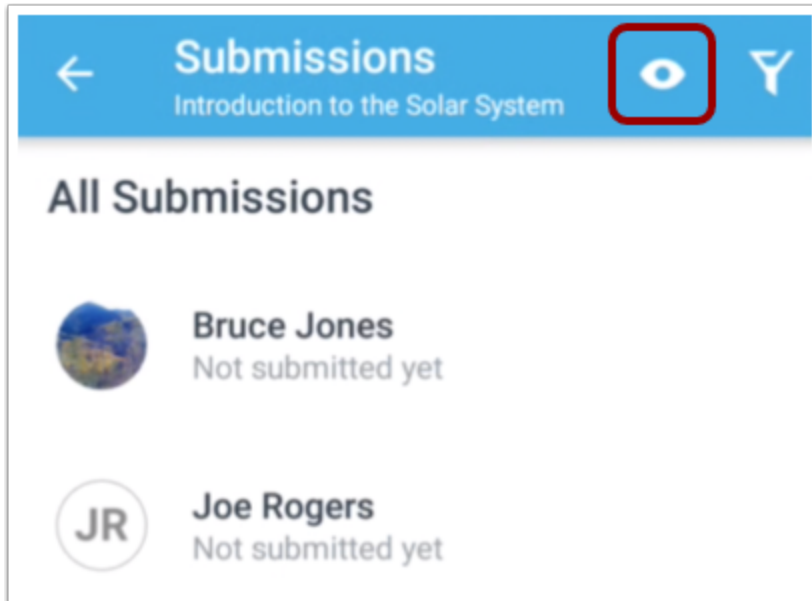 Submissions
Introduction to the Solar System
All Submissions
Bruce Jones
Not submitted yet
JR
Joe Rogers
Not submitted yet